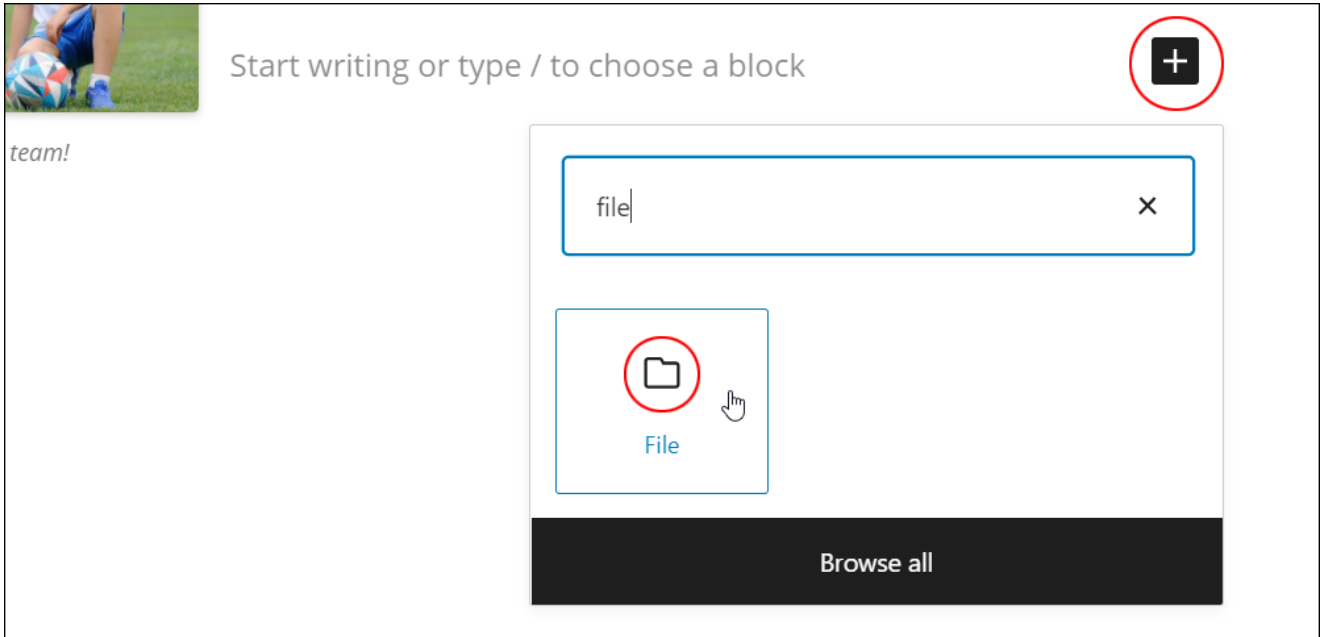 Start writing or type / to choose a block
team!
file
File
Browse all